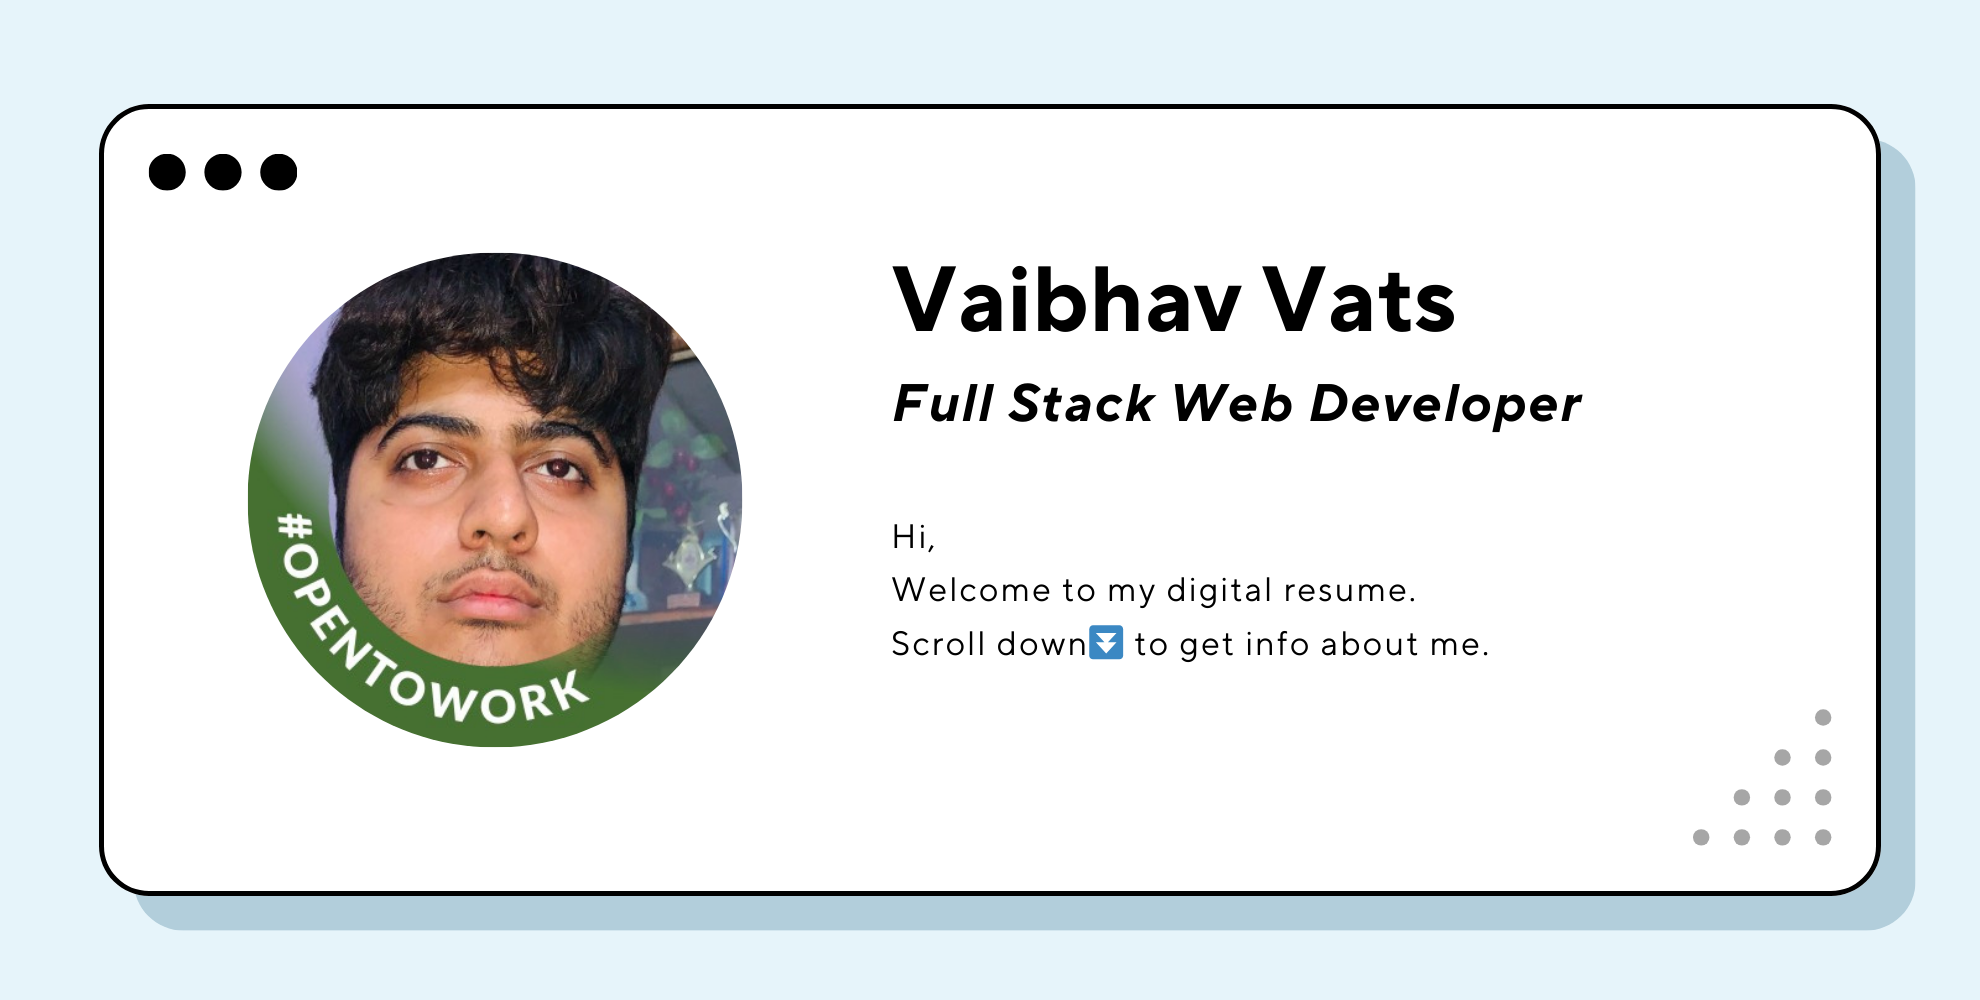 Vaibhav Vats
Full Stack Web Developer
Hi,
Welcome to my digital resume.
Scroll down⏬ to get info about me.
#OPENTOWORK